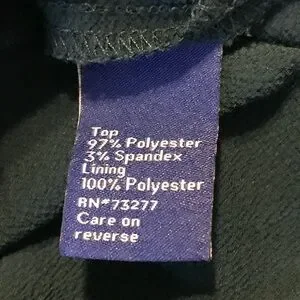 Top
97% Polyester
3% Spandex
Lining
100% Polyester
RN#73277
Care on
reverse